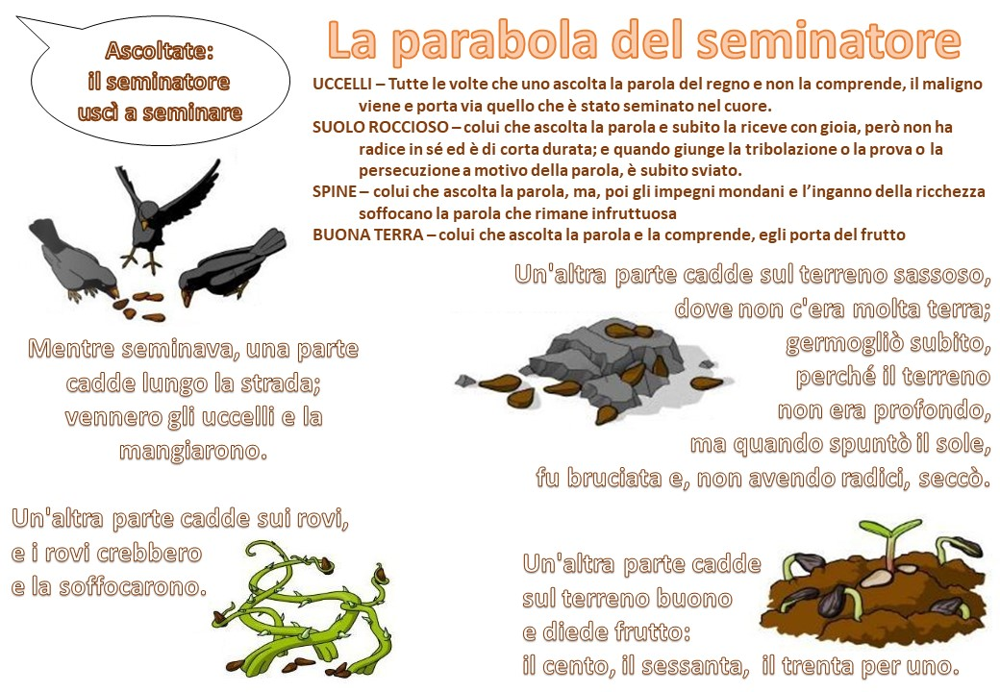 Ascoltate:
il seminatore
uscì a seminare
La parabola del seminatore
UCCELLI – Tutte le volte che uno ascolta la parola del regno e non la comprende, il maligno
viene e porta via quello che è stato seminato nel cuore.
SUOLO ROCCIOSO – colui che ascolta la parola e subito la riceve con gioia, però non ha
radice in sé ed è di corta durata; e quando giunge la tribolazione o la prova o la
persecuzione a motivo della parola, è subito sviato.
SPINE – colui che ascolta la parola, ma, poi gli impegni mondani e l'inganno della ricchezza
soffocano la parola che rimane infruttuosa
BUONA TERRA – colui che ascolta la parola e la comprende, egli porta del frutto
Mentre seminava, una parte
cadde lungo la strada;
vennero gli uccelli e la
mangiarono.
Un'altra parte cadde sul terreno sassoso,
dove non c'era molta terra;
germogliò subito,
perché il terreno
non era profondo,
ma quando spuntò il sole,
fu bruciata e, non avendo radici, seccò.
Un'altra parte cadde sui rovi,
e i rovi crebbero
e la soffocarono.
Un'altra parte cadde
sul terreno buono
e diede frutto:
il cento, il sessanta, il trenta per uno.